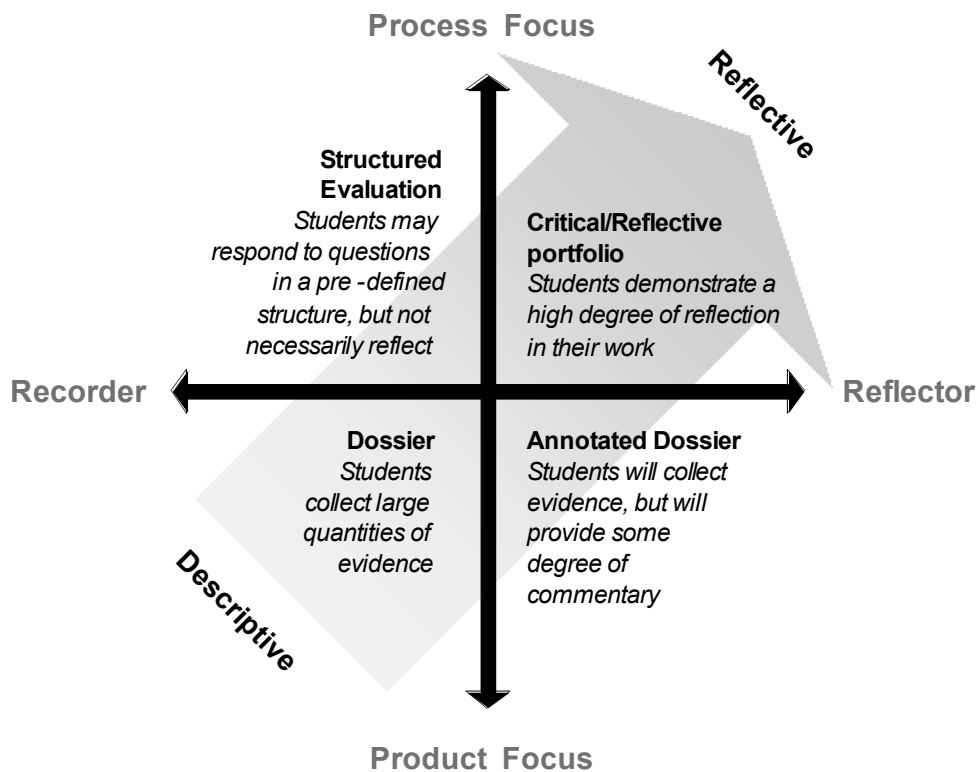 Process Focus
Reflective
Structured
Evaluation
Students may
respond to questions
in a pre -defined
structure, but not
necessarily reflect
Critical/Reflective
portfolio
Students demonstrate a
high degree of reflection
in their work
Recorder
Reflector
Dossier
Students
collect large
quantities of
evidence
Annotated Dossier
Students will collect
evidence, but will
provide some
degree of
commentary
Descriptive
Product Focus